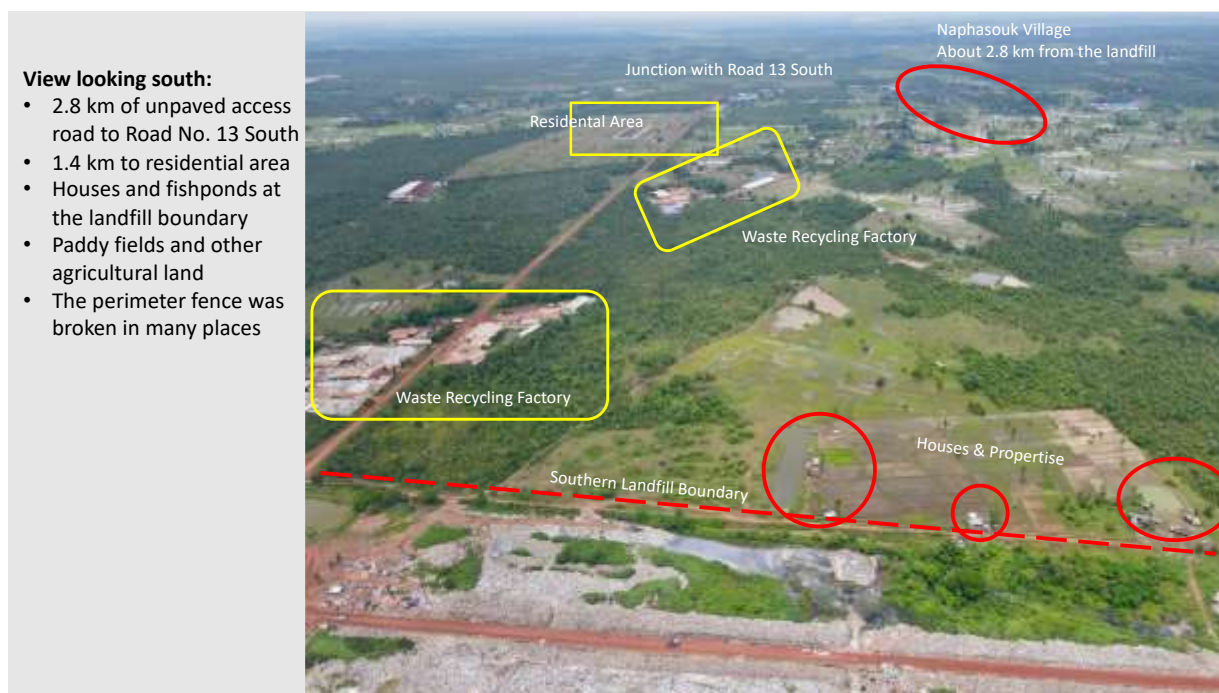 View looking south:
• 2.8 km of unpaved access
road to Road No. 13 South
• 1.4 km to residential area
• Houses and fishponds at
the landfill boundary
• Paddy fields and other
agricultural land
• The perimeter fence was
broken in many places
Naphasouk Village
About 2.8 km from the landfill
Junction with Road 13 South
Residental Area
Waste Recycling Factory
Waste Recycling Factory
Houses & Propertise
Southern Landfill Boundary